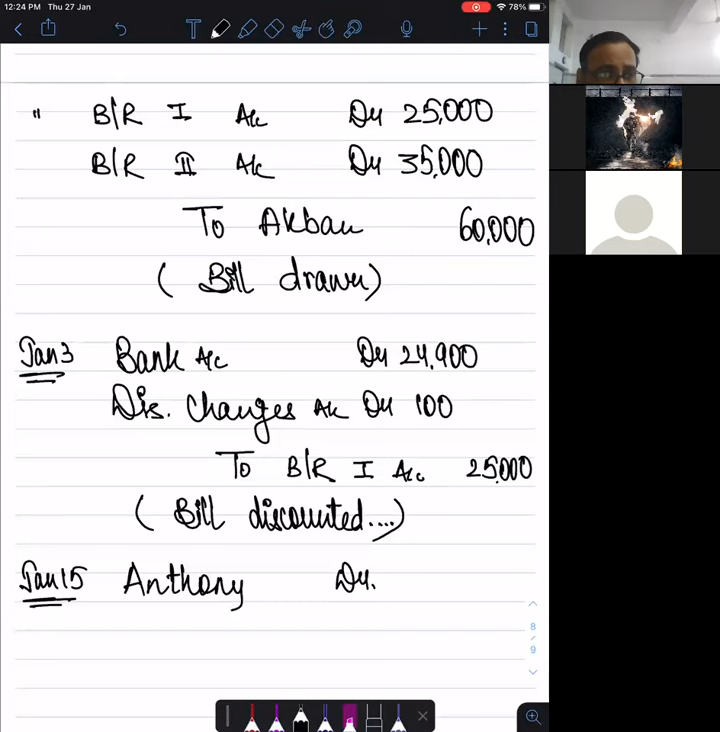 12:24 PM Thu 27 Jan
78%
" B/R I A/c Dr 25,000
B/R II A/c Dr 35,000
To Akbar 60,000
( Bill drawn)
Jan 3 Bank A/c Dr 24,900
Dis. Charges A/c Dr 100
To B/R I A/c 25,000
( Bill discounted....)
Jan 15 Anthony Dr.
8
/
9